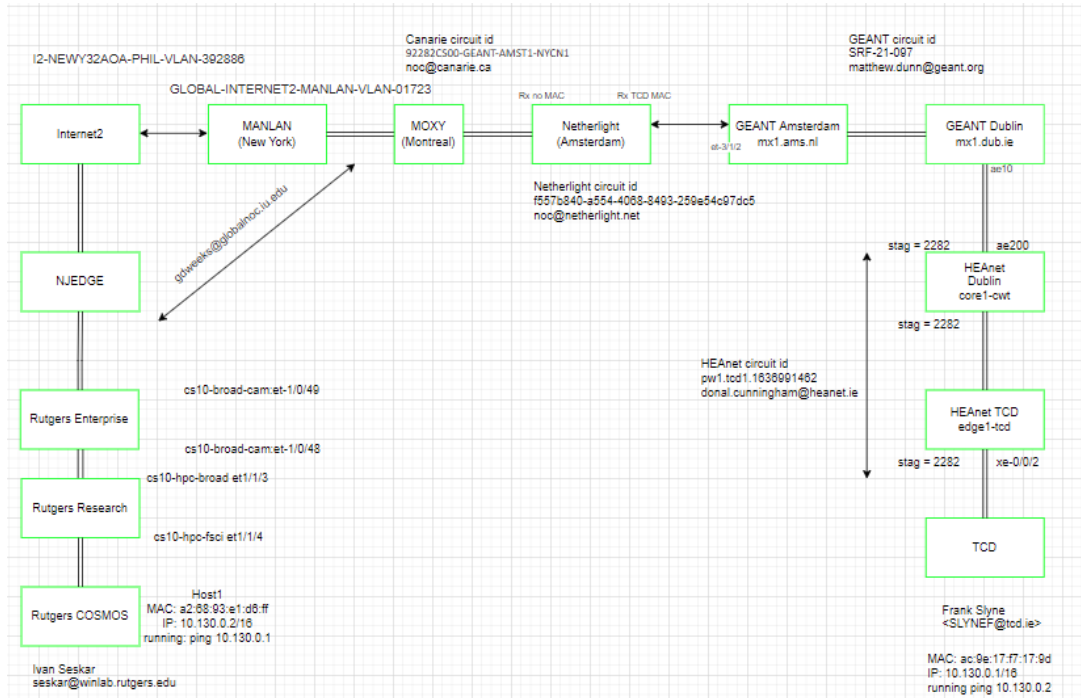 I2-NEWY32AOA-PHIL-VLAN-392886
Canarie circuit id
92282CS00-GEANT-AMST1-NYCN1
noc@canarie.ca
GEANT circuit id
SRF-21-097
matthew.dunn@geant.org
GLOBAL-INTERNET2-MANLAN-VLAN-01723
Rx no MAC
Rx TCD MAC
Internet2
MANLAN
(New York)
MOXY
(Montreal)
Netherlight
(Amsterdam)
GEANT Amsterdam
mx1.ams.nl
et-3/1/2
GEANT Dublin
mx1.dub.ie
ae10
Netherlight circuit id
f557b840-a554-4068-8493-259e54c97dc5
noc@netherlight.net
gdweeks@globalnoc.iu.edu
stag = 2282
ae200
NJEDGE
HEAnet
Dublin
core1-cwt
stag = 2282
HEAnet circuit id
pw1.tcd1.1636991462
donal.cunningham@heanet.ie
cs10-broad-cam:et-1/0/49
Rutgers Enterprise
HEAnet TCD
edge1-tcd
cs10-broad-cam:et-1/0/48
stag = 2282
xe-0/0/2
cs10-hpc-broad et1/1/3
Rutgers Research
cs10-hpc-fsci et1/1/4
TCD
Rutgers COSMOS
Host1
MAC: a2:68:93:e1:d6:ff
IP: 10.130.0.2/16
running: ping 10.130.0.1
Frank Slyne
<SLYNEF@tcd.ie>
Ivan Seskar
seskar@winlab.rutgers.edu
MAC: ac:9e:17:f7:17:9d
IP: 10.130.0.1/16
running ping 10.130.0.2